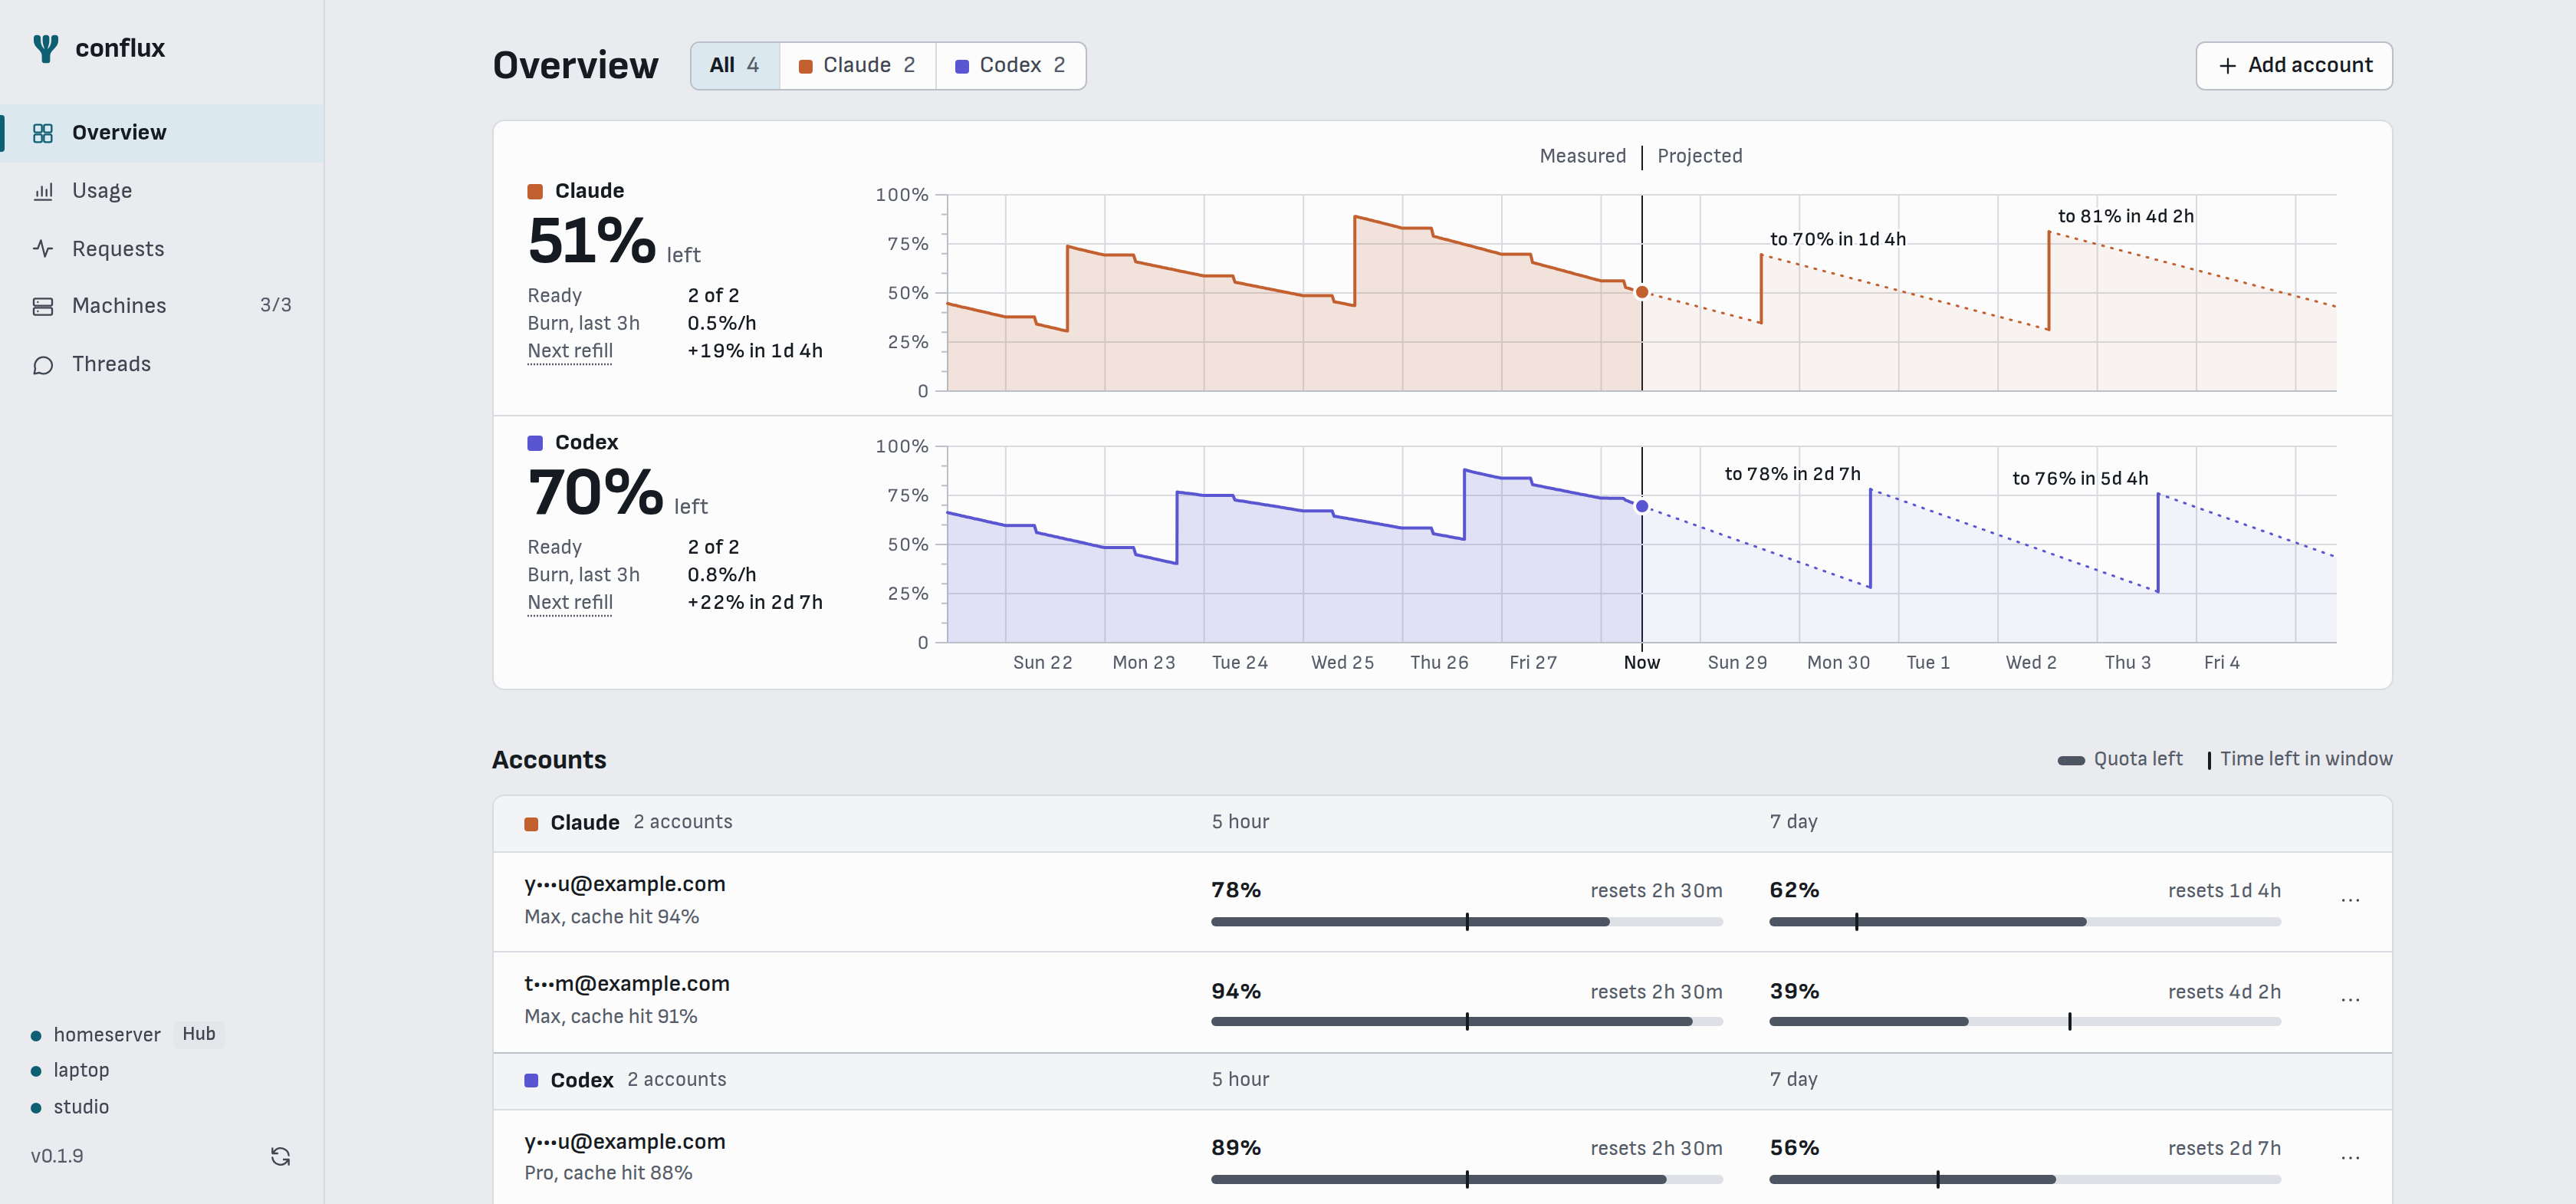 conflux
Overview
Usage
Requests
Machines 3/3
Threads
homeserver Hub
laptop
studio
v0.1.9
Overview All 4 Claude 2 Codex 2 Add account
Measured Projected
Claude
51% left
Ready 2 of 2
Burn, last 3h 0.5%/h
Next refill +19% in 1d 4h
100%
75%
50%
25%
0
to 70% in 1d 4h
to 81% in 4d 2h
Codex
70% left
Ready 2 of 2
Burn, last 3h 0.8%/h
Next refill +22% in 2d 7h
100%
75%
50%
25%
0
to 78% in 2d 7h
to 76% in 5d 4h
Sun 22 Mon 23 Tue 24 Wed 25 Thu 26 Fri 27 Now Sun 29 Mon 30 Tue 1 Wed 2 Thu 3 Fri 4
Accounts Quota left Time left in window
Claude 2 accounts 5 hour 7 day
y•••u@example.com
Max, cache hit 94%
78% resets 2h 30m
62% resets 1d 4h
...
t•••m@example.com
Max, cache hit 91%
94% resets 2h 30m
39% resets 4d 2h
...
Codex 2 accounts 5 hour 7 day
y•••u@example.com
Pro, cache hit 88%
89% resets 2h 30m
56% resets 2d 7h
...